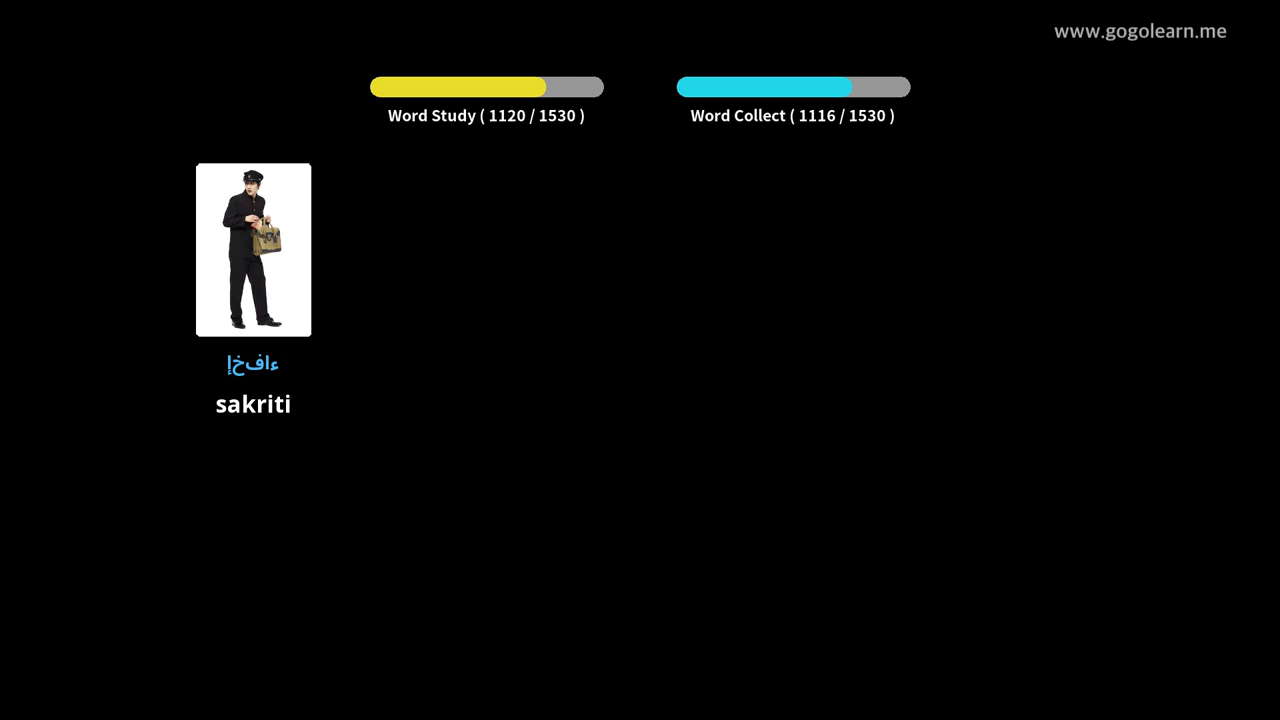 www.gogolearn.me
Word Study ( 1120 / 1530 )
Word Collect ( 1116 / 1530 )
ءافخإ
sakriti